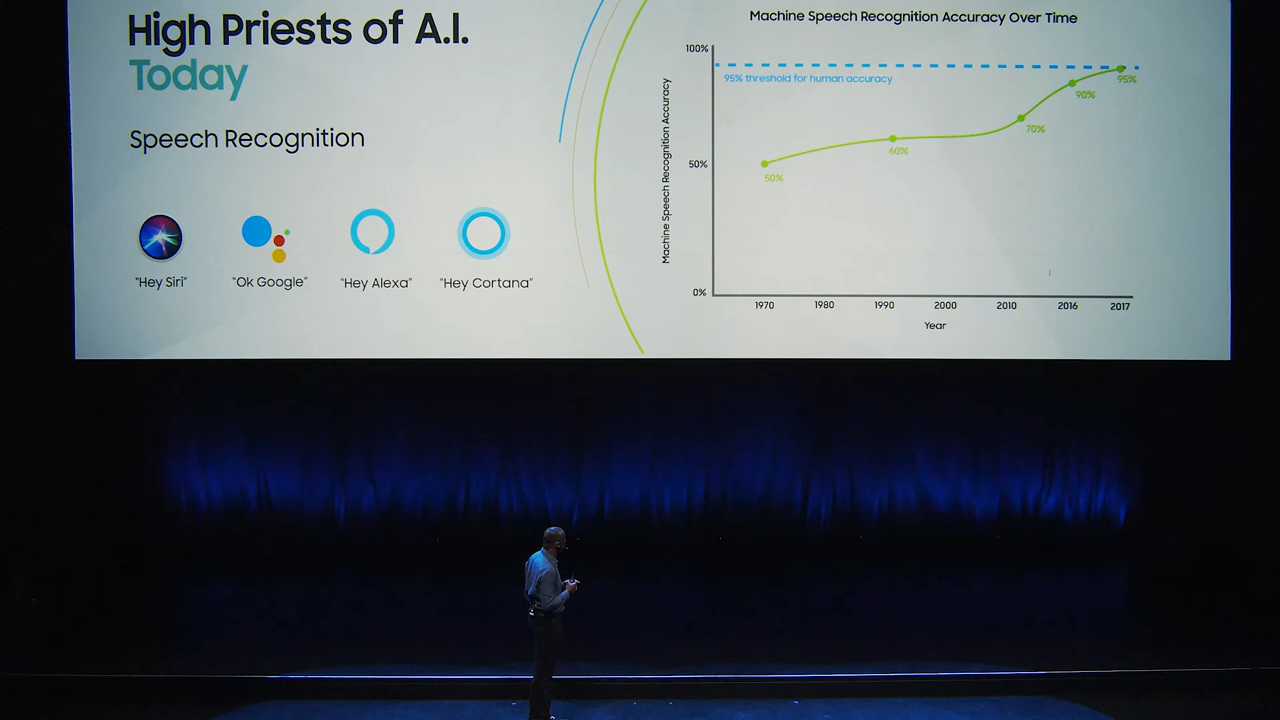 High Priests of A.I.
Today
Speech Recognition
"Hey Siri"
"Ok Google"
"Hey Alexa"
"Hey Cortana"
Machine Speech Recognition Accuracy Over Time
Machine Speech Recognition Accuracy
100%
50%
0%
95% threshold for human accuracy
50%
60%
70%
90%
95%
1970 1980 1990 2000 2010 2016 2017
Year